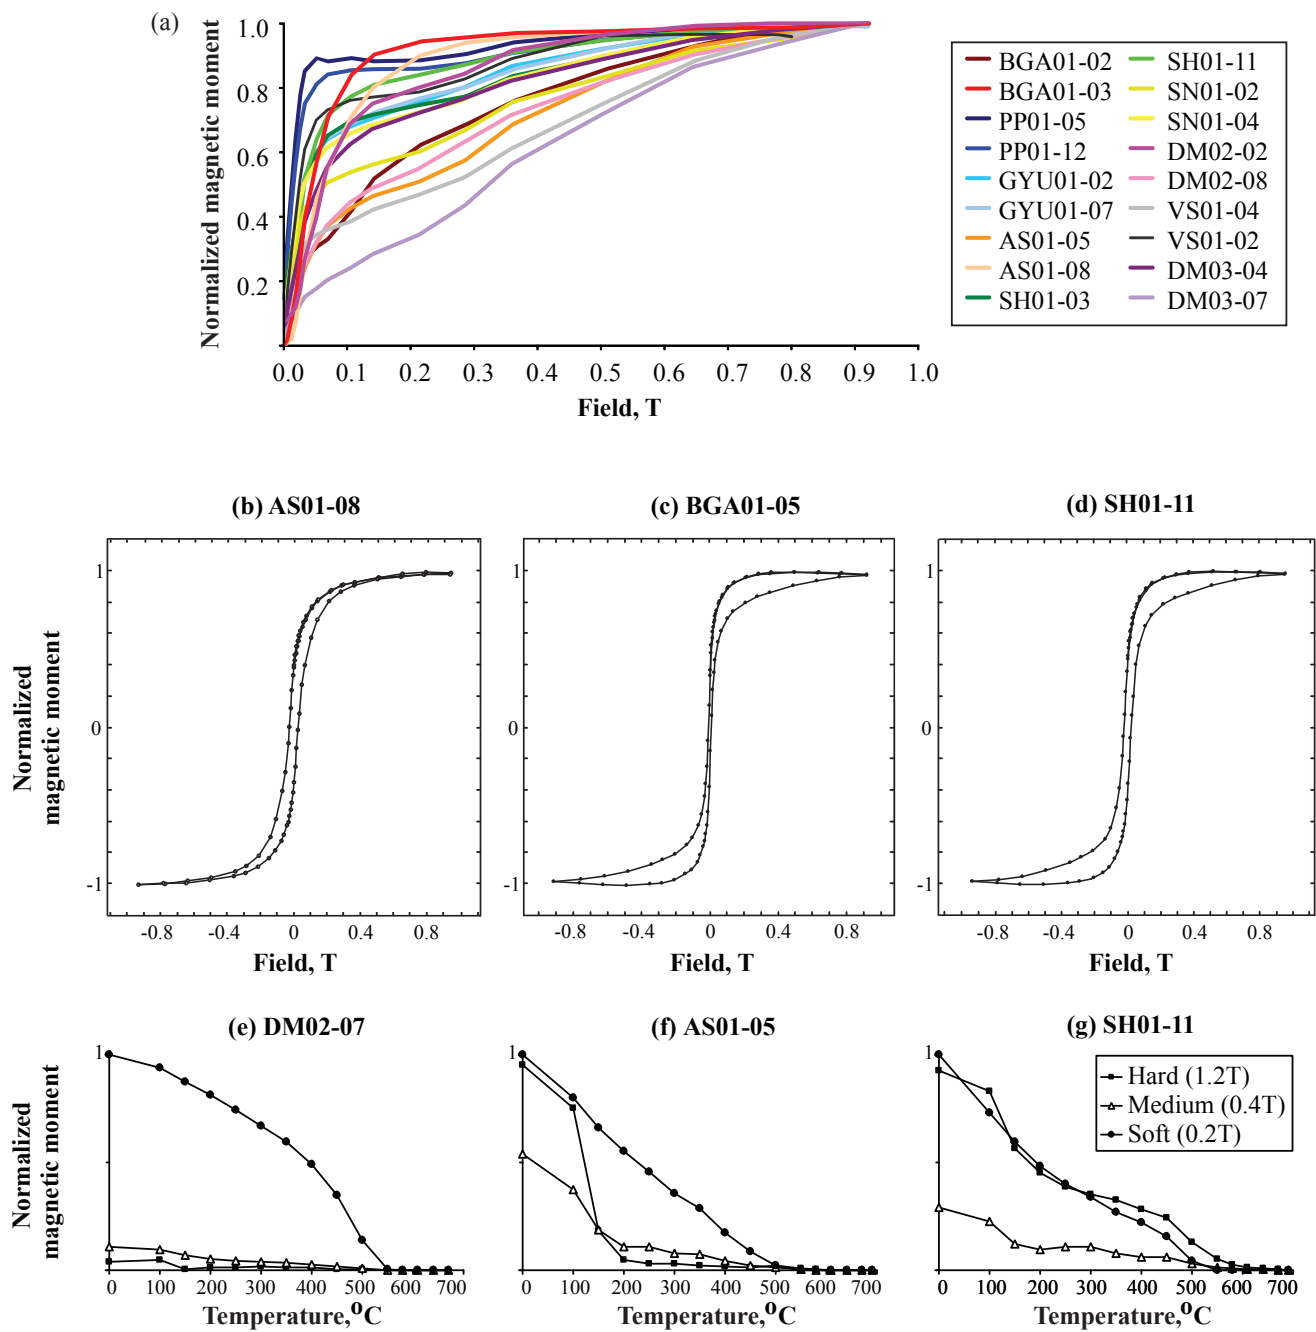 (a)
Normalized magnetic moment
1.0
0.8
0.6
0.4
0.2
0.0 0.1 0.2 0.3 0.4 0.5 0.6 0.7 0.8 0.9 1.0
Field, T
BGA01-02 SH01-11
BGA01-03 SN01-02
PP01-05 SN01-04
PP01-12 DM02-02
GYU01-02 DM02-08
GYU01-07 VS01-04
AS01-05 VS01-02
AS01-08 DM03-04
SH01-03 DM03-07
(b) AS01-08 (c) BGA01-05 (d) SH01-11
Normalized
magnetic moment
1 1 1
0 0 0
-1 -1 -1
-0.8 -0.4 0 0.4 0.8 -0.8 -0.4 0 0.4 0.8 -0.8 -0.4 0 0.4 0.8
Field, T Field, T Field, T
(e) DM02-07 (f) AS01-05 (g) SH01-11
Normalized
magnetic moment
1 1 1
Hard (1.2T)
Medium (0.4T)
Soft (0.2T)
0 100 200 300 400 500 600 700 0 100 200 300 400 500 600 700 0 100 200 300 400 500 600 700
Temperature,°C Temperature,°C Temperature,°C